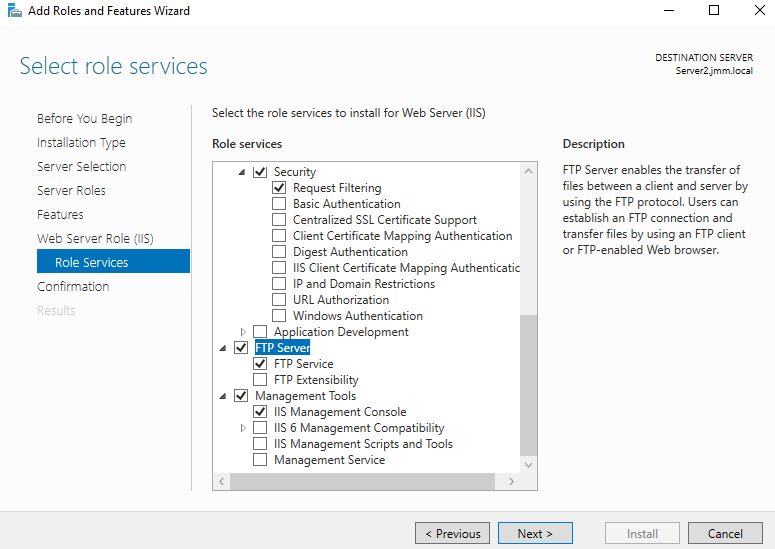 Add Roles and Features Wizard
Select role services
DESTINATION SERVER
Server2.jmm.local
Before You Begin
Installation Type
Server Selection
Server Roles
Features
Web Server Role (IIS)
Role Services
Confirmation
Results
Select the role services to install for Web Server (IIS)
Role services
Security
Request Filtering
Basic Authentication
Centralized SSL Certificate Support
Client Certificate Mapping Authentication
Digest Authentication
IIS Client Certificate Mapping Authenticatic
IP and Domain Restrictions
URL Authorization
Windows Authentication
Application Development
FTP Server
FTP Service
FTP Extensibility
Management Tools
IIS Management Console
IIS 6 Management Compatibility
IIS Management Scripts and Tools
Management Service
Description
FTP Server enables the transfer of
files between a client and server by
using the FTP protocol. Users can
establish an FTP connection and
transfer files by using an FTP client
or FTP-enabled Web browser.
< Previous
Next >
Install
Cancel